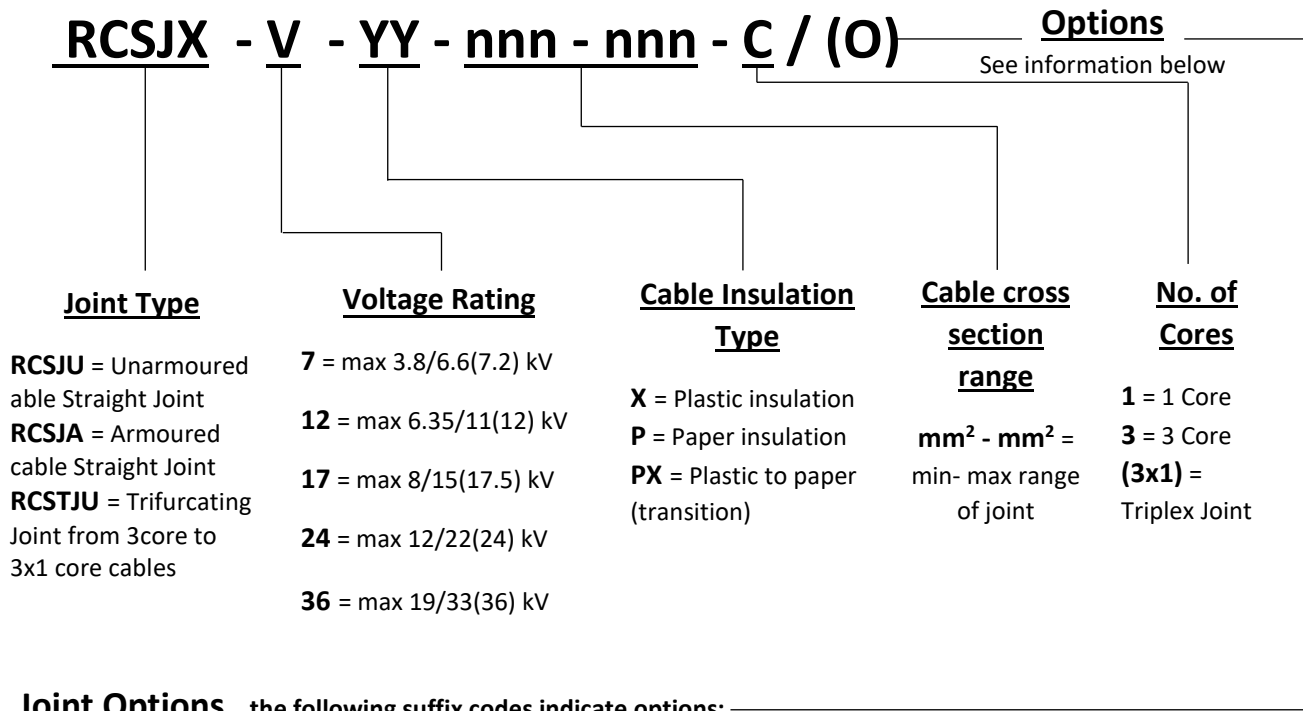 RCSJX - V - YY - nnn - nnn - C / (O)
Options
See information below
Joint Type
RCSJU = Unarmoured
able Straight Joint
RCSJA = Armoured
cable Straight Joint
RCSTJU = Trifurcating
Joint from 3core to
3x1 core cables
Voltage Rating
7 = max 3.8/6.6(7.2) kV
12 = max 6.35/11(12) kV
17 = max 8/15(17.5) kV
24 = max 12/22(24) kV
36 = max 19/33(36) kV
Cable Insulation
Type
X = Plastic insulation
P = Paper insulation
PX = Plastic to paper
(transition)
Cable cross
section
range
mm² - mm² =
min- max range
of joint
No. of
Cores
1 = 1 Core
3 = 3 Core
(3x1) =
Triplex Joint
Joint Options the following suffix codes indicate options: